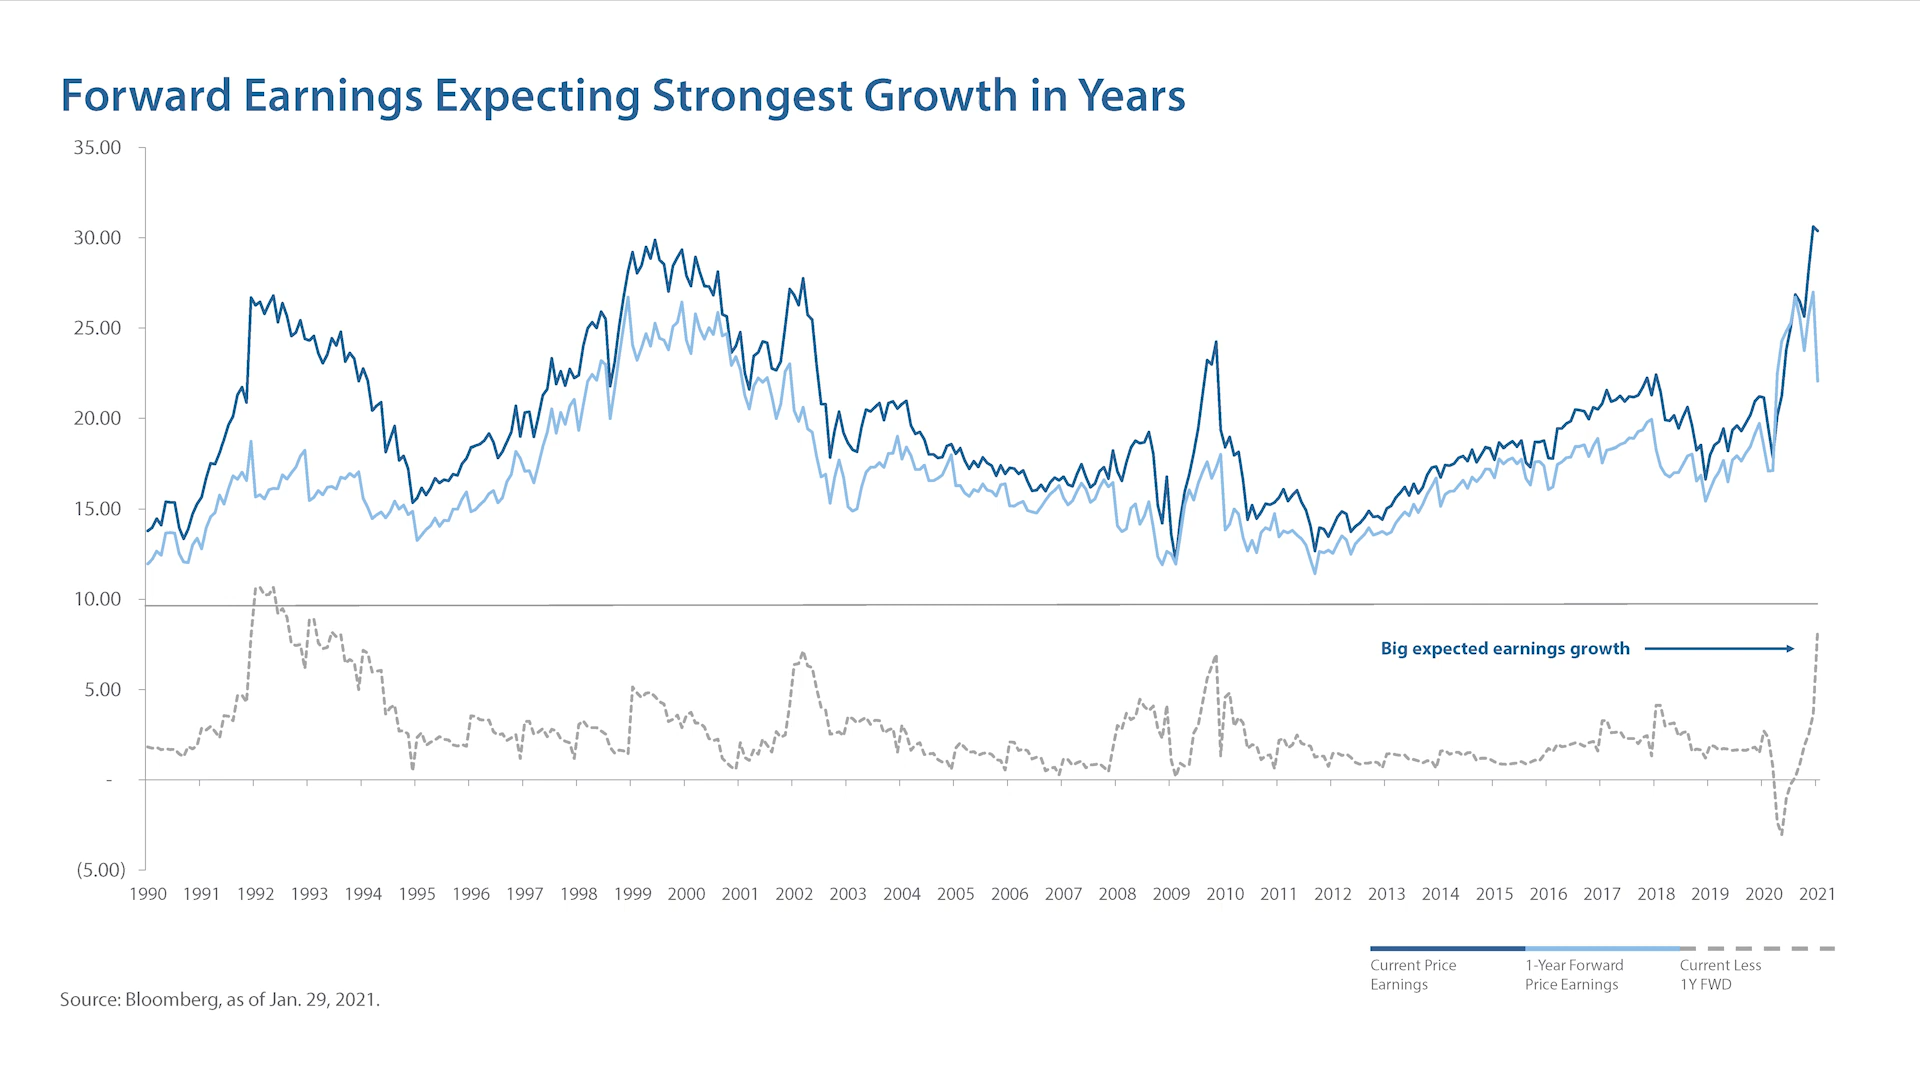 Forward Earnings Expecting Strongest Growth in Years
35.00
30.00
25.00
20.00
15.00
10.00
5.00
-
(5.00)
Big expected earnings growth
1990 1991 1992 1993 1994 1995 1996 1997 1998 1999 2000 2001 2002 2003 2004 2005 2006 2007 2008 2009 2010 2011 2012 2013 2014 2015 2016 2017 2018 2019 2020 2021
Current Price
Earnings
1-Year Forward
Price Earnings
Current Less
1Y FWD
Source: Bloomberg, as of Jan. 29, 2021.